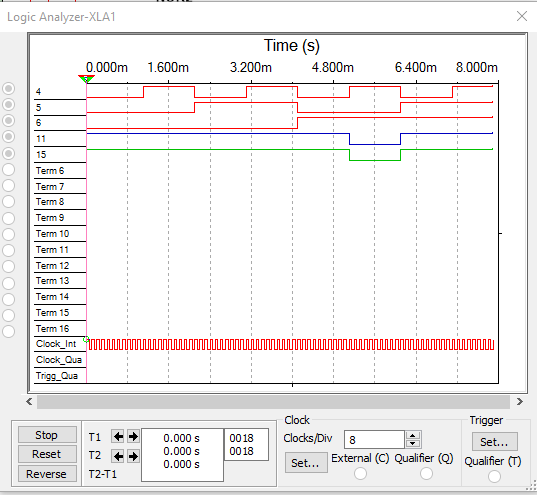 Logic Analyzer-XLA1
Time (s)
0.000m 1.600m 3.200m 4.800m 6.400m 8.000m
4
5
6
11
15
Term 6
Term 7
Term 8
Term 9
Term 10
Term 11
Term 12
Term 13
Term 14
Term 15
Term 16
Clock_Int
Clock_Qua
Trigg_Qua
Stop
Reset
Reverse
T1
T2
T2-T1
0.000 s
0.000 s
0.000 s
0018
0018
Clock
Clocks/Div 8
Set... External (C) Qualifier (Q)
Trigger
Set...
Qualifier (T)